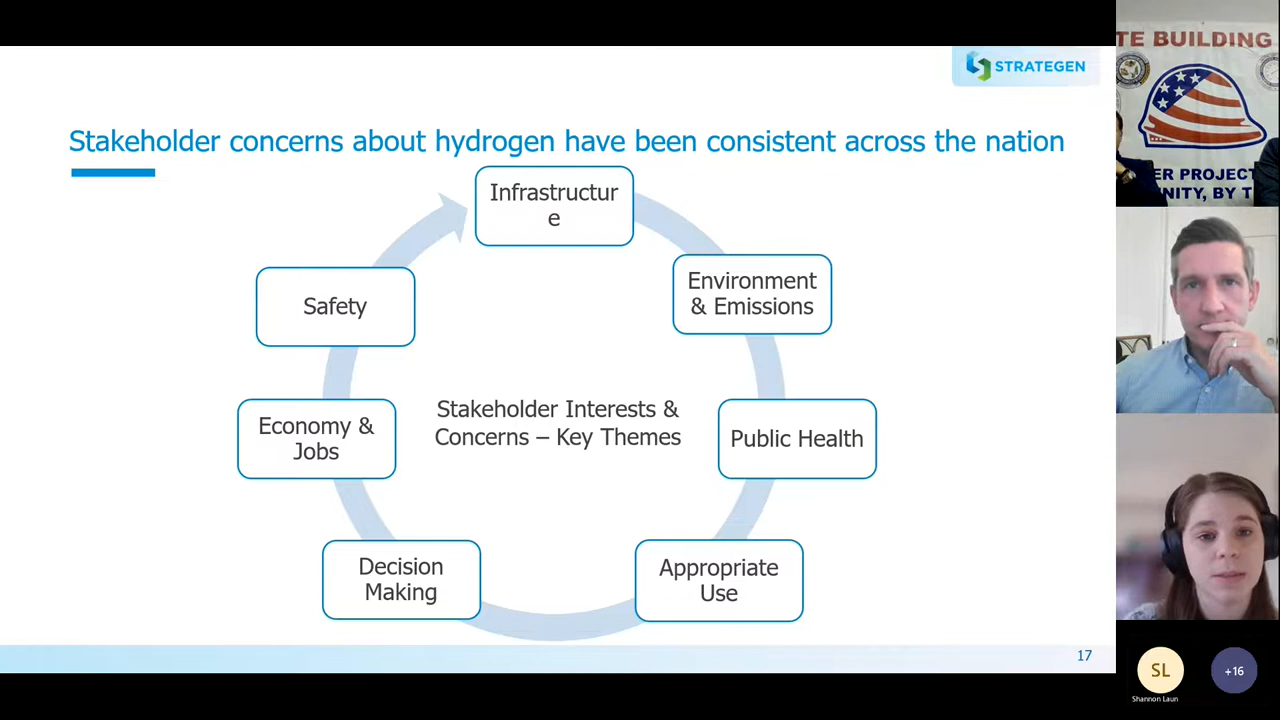 STRATEGEN
Stakeholder concerns about hydrogen have been consistent across the nation
Infrastructur
e
Environment
& Emissions
Public Health
Appropriate
Use
Decision
Making
Economy &
Jobs
Safety
Stakeholder Interests &
Concerns – Key Themes
17
TE BUILDING
ER PROJECT
NITY, BY T
SL
Shannon Laun
+16